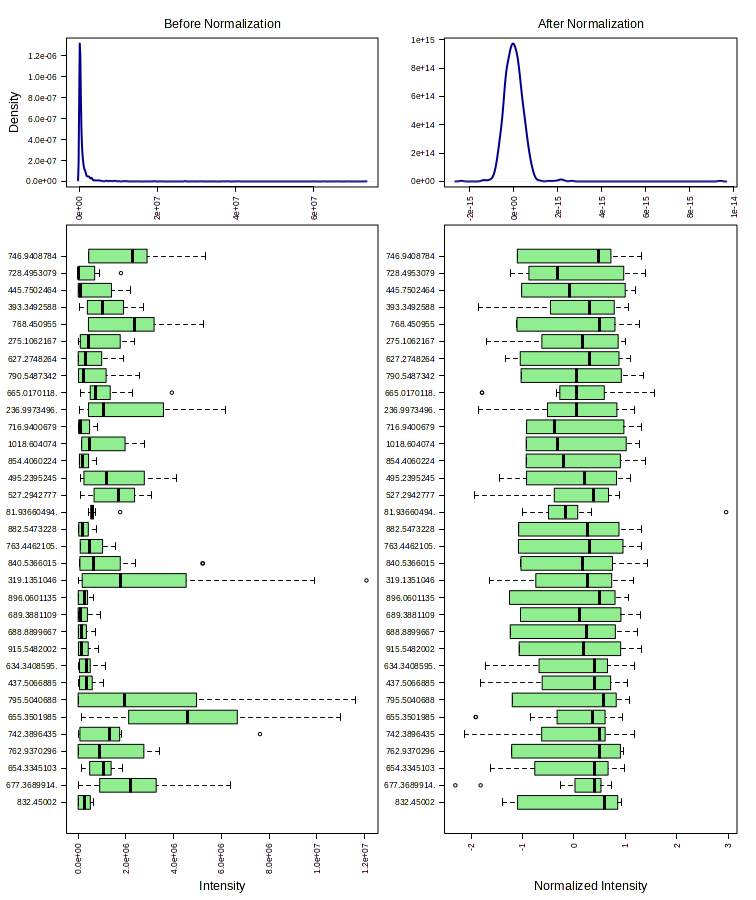 Before Normalization
After Normalization
Density
1.2e-06
1.0e-06
8.0e-07
6.0e-07
4.0e-07
2.0e-07
0.0e+00
0e+00
2e+07
4e+07
6e+07
1e+15
8e+14
6e+14
4e+14
2e+14
0e+00
-2e-15
0e+00
2e-15
4e-15
6e-15
8e-15
1e-14
746.9408784
728.4953079
445.7502464
393.3492588
768.450955
275.1062167
627.2748264
790.5487342
665.0170118.
236.9973496.
716.9400679
1018.604074
854.4060224
495.2395245
527.2942777
81.93660494.
882.5473228
763.4462105.
840.5366015
319.1351046
896.0601135
689.3881109
688.8899667
915.5482002
634.3408595.
437.5066885
795.5040688
655.3501985
742.3896435
762.9370296
654.3345103
677.3689914.
832.45002
0.0e+00
2.0e+06
4.0e+06
6.0e+06
8.0e+06
1.0e+07
1.2e+07
Intensity
746.9408784
728.4953079
445.7502464
393.3492588
768.450955
275.1062167
627.2748264
790.5487342
665.0170118.
236.9973496.
716.9400679
1018.604074
854.4060224
495.2395245
527.2942777
81.93660494.
882.5473228
763.4462105.
840.5366015
319.1351046
896.0601135
689.3881109
688.8899667
915.5482002
634.3408595.
437.5066885
795.5040688
655.3501985
742.3896435
762.9370296
654.3345103
677.3689914.
832.45002
-2
-1
0
1
2
3
Normalized Intensity